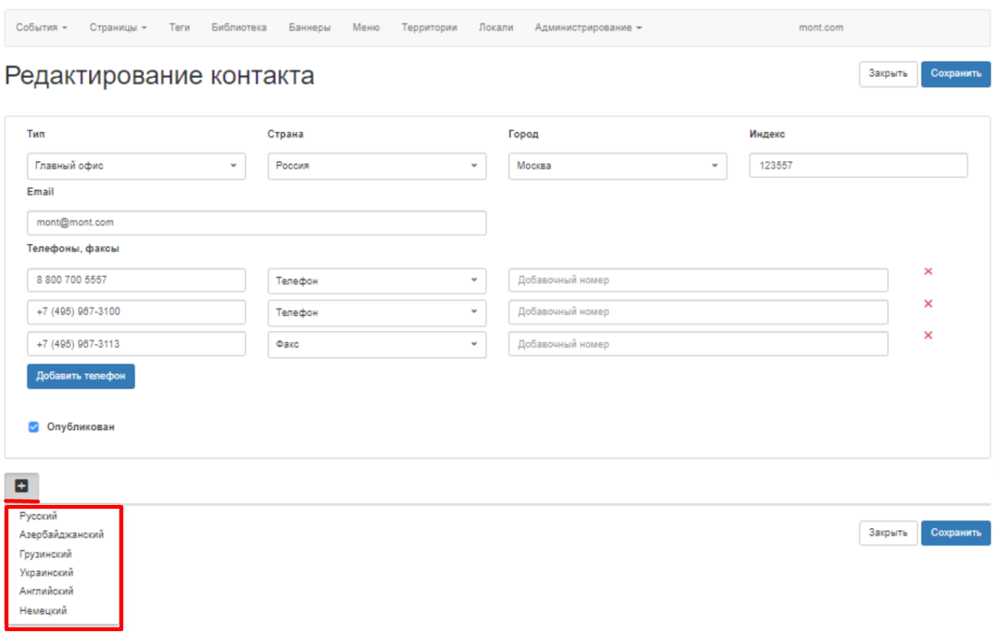 События Страницы Теги Библиотека Баннеры Меню Территории Локали Администрирование mont.com
Редактирование контакта Закрыть Сохранить
Тип Страна Город Индекс
Главный офис Россия Москва 123557
Email
mont@mont.com
Телефоны, факсы
8 800 700 5557 Телефон Добавочный номер
+7 (495) 967-3100 Телефон Добавочный номер
+7 (495) 967-3113 Факс Добавочный номер
Добавить телефон
Опубликован
Русский
Азербайджанский
Грузинский
Украинский
Английский
Немецкий
Закрыть Сохранить